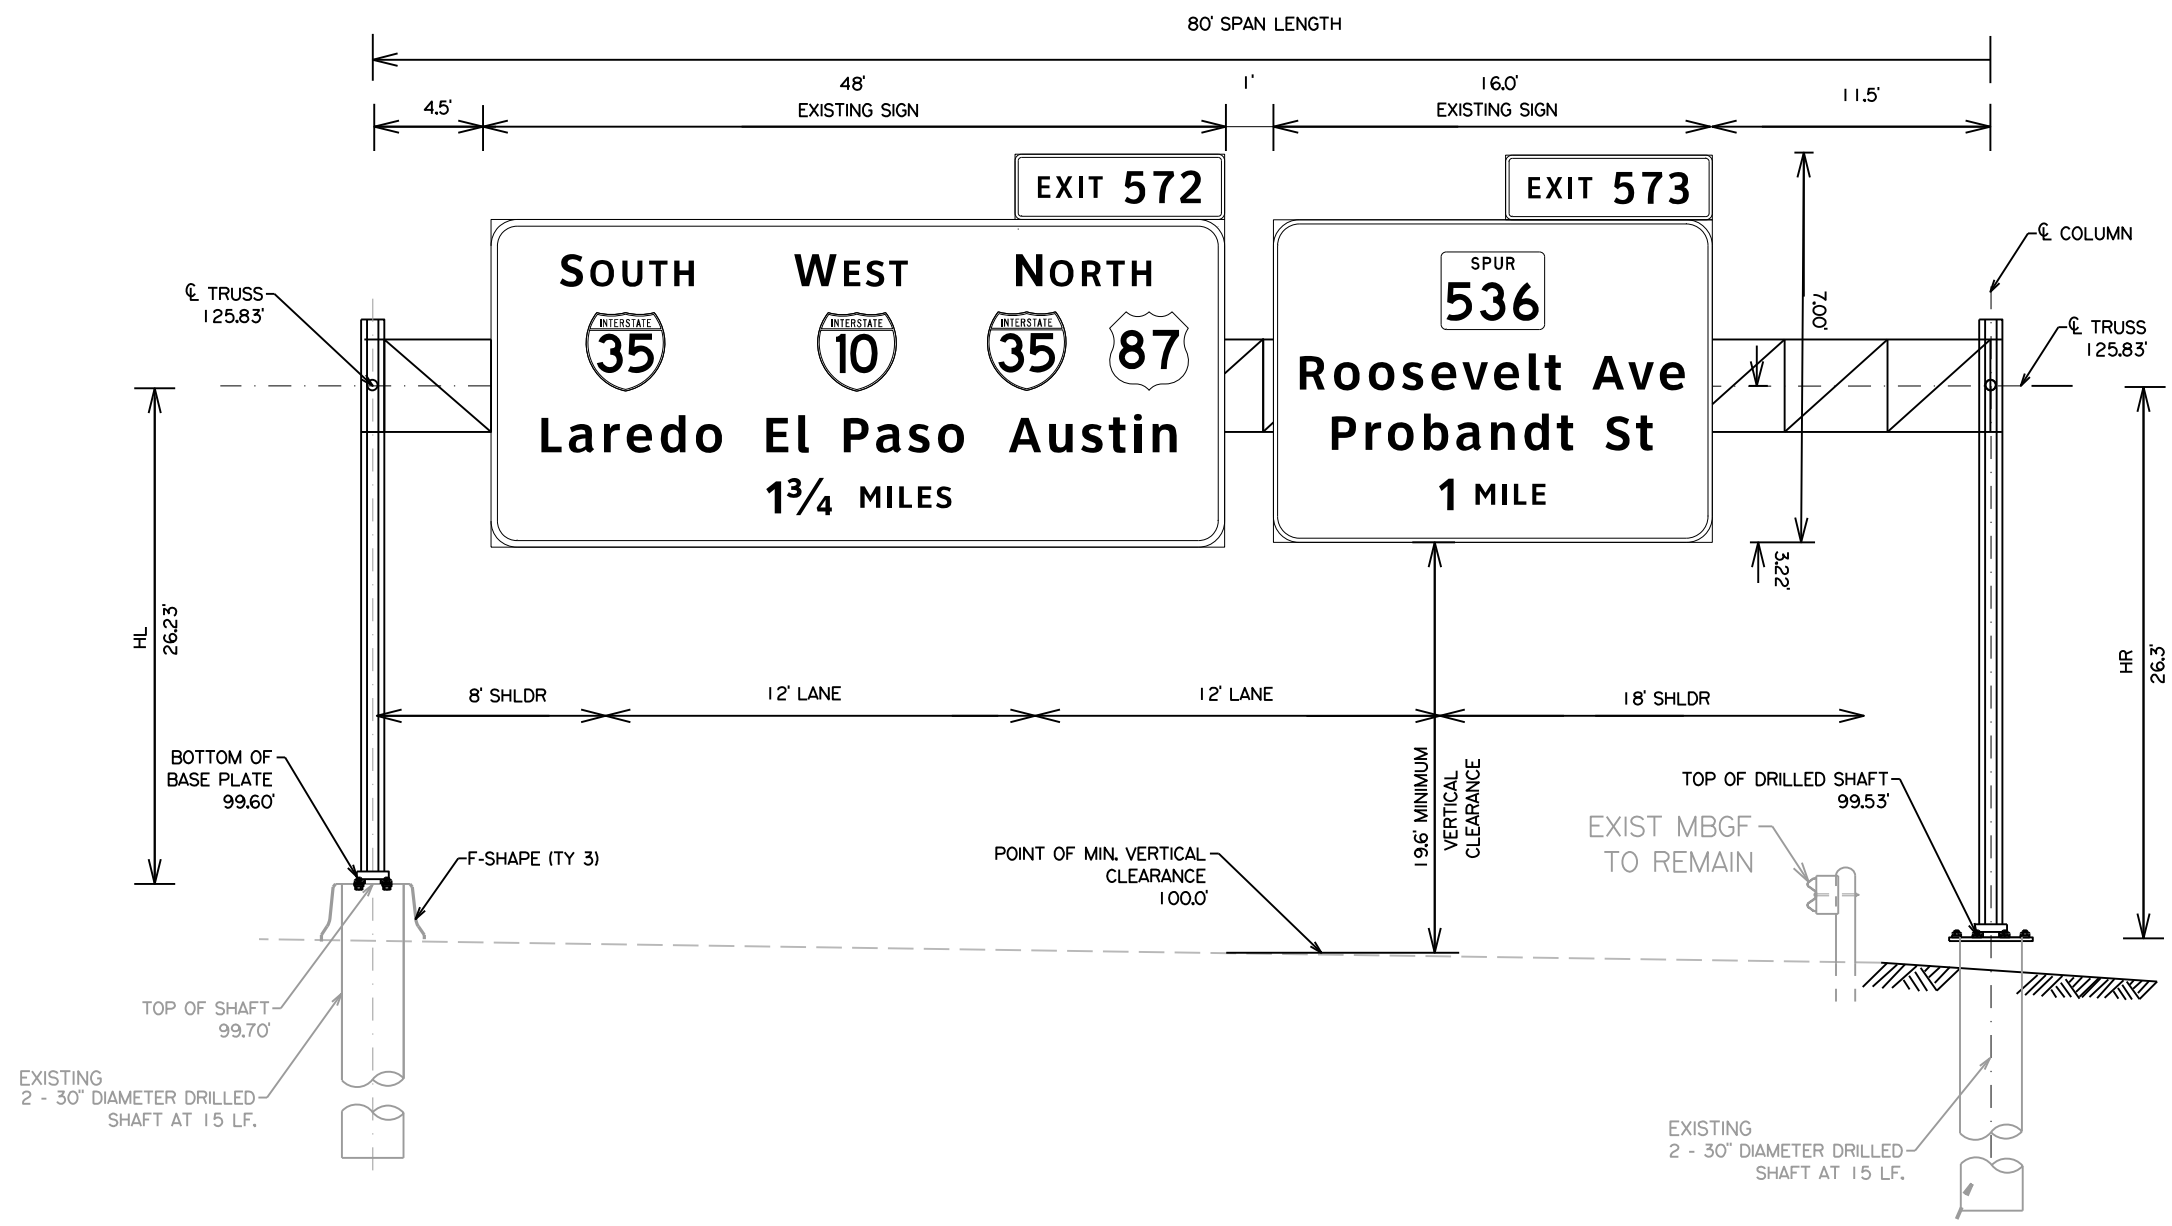 80' SPAN LENGTH
4.5'
48'
EXISTING SIGN
1'
16.0'
EXISTING SIGN
11.5'
EXIT 572
EXIT 573
SOUTH WEST NORTH
INTERSTATE
35
INTERSTATE
10
INTERSTATE
35
87
Laredo El Paso Austin
1¾ MILES
SPUR
536
Roosevelt Ave
Probandt St
1 MILE
℄ TRUSS
125.83'
℄ COLUMN
℄ TRUSS
125.83'
7.00'
3.22'
HL
26.23'
HR
26.3'
8' SHLDR
12' LANE
12' LANE
18' SHLDR
BOTTOM OF
BASE PLATE
99.60'
F-SHAPE (TY 3)
POINT OF MIN. VERTICAL
CLEARANCE
100.0'
19.6' MINIMUM
VERTICAL
CLEARANCE
TOP OF DRILLED SHAFT
99.53'
EXIST MBGF
TO REMAIN
TOP OF SHAFT
99.70'
EXISTING
2 - 30" DIAMETER DRILLED
SHAFT AT 15 LF.
EXISTING
2 - 30" DIAMETER DRILLED
SHAFT AT 15 LF.